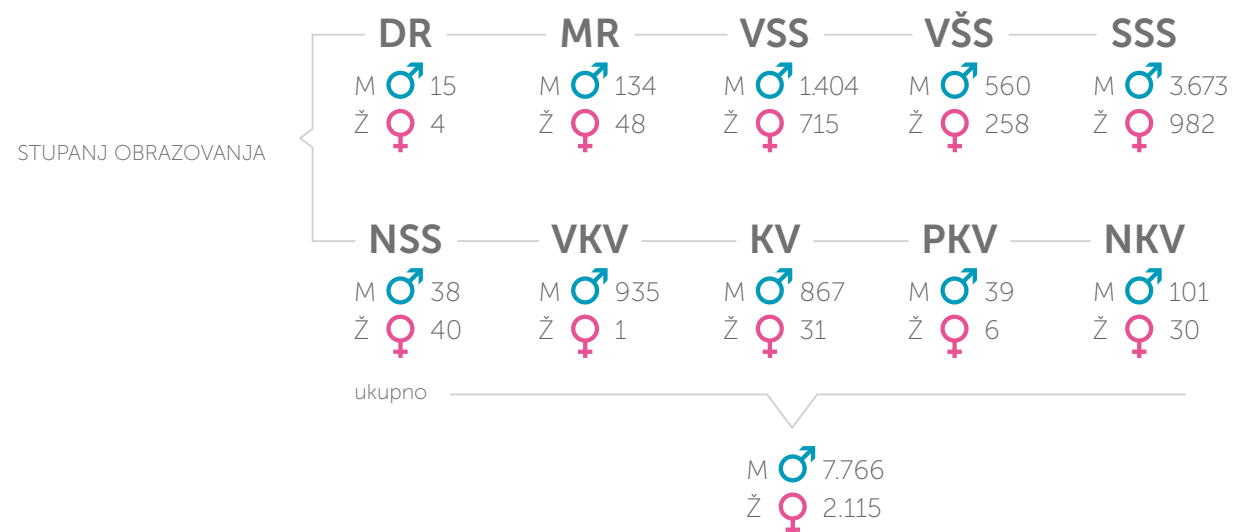 DR MR VSS VŠS SSS
M 15 M 134 M 1.404 M 560 M 3.673
Ž 4 Ž 48 Ž 715 Ž 258 Ž 982
STUPANJ OBRAZOVANJA
NSS VKV KV PKV NKV
M 38 M 935 M 867 M 39 M 101
Ž 40 Ž 1 Ž 31 Ž 6 Ž 30
ukupno
M 7.766
Ž 2.115